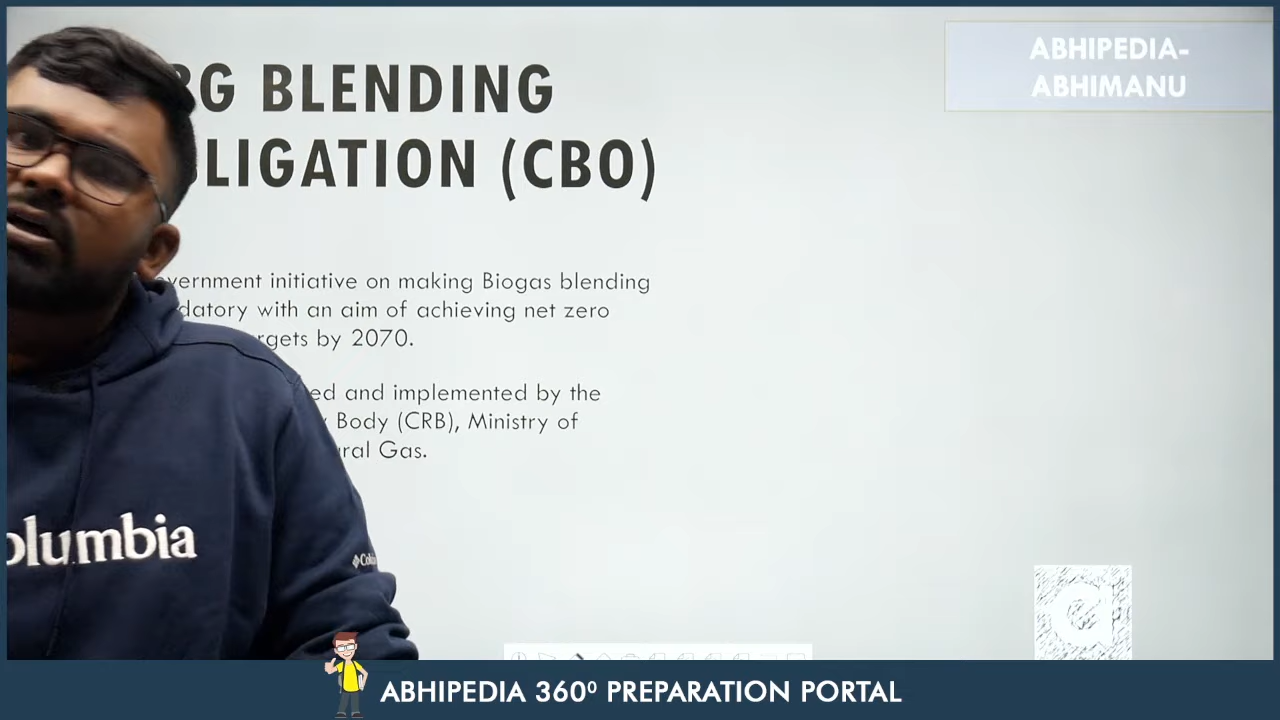 BG BLENDING
LIGATION (CBO)
ABHIPEDIA-
ABHIMANU
vernment initiative on making Biogas blending
datory with an aim of achieving net zero
rgets by 2070.
ed and implemented by the
Body (CRB), Ministry of
ral Gas.
olumbia
ABHIPEDIA 360⁰ PREPARATION PORTAL